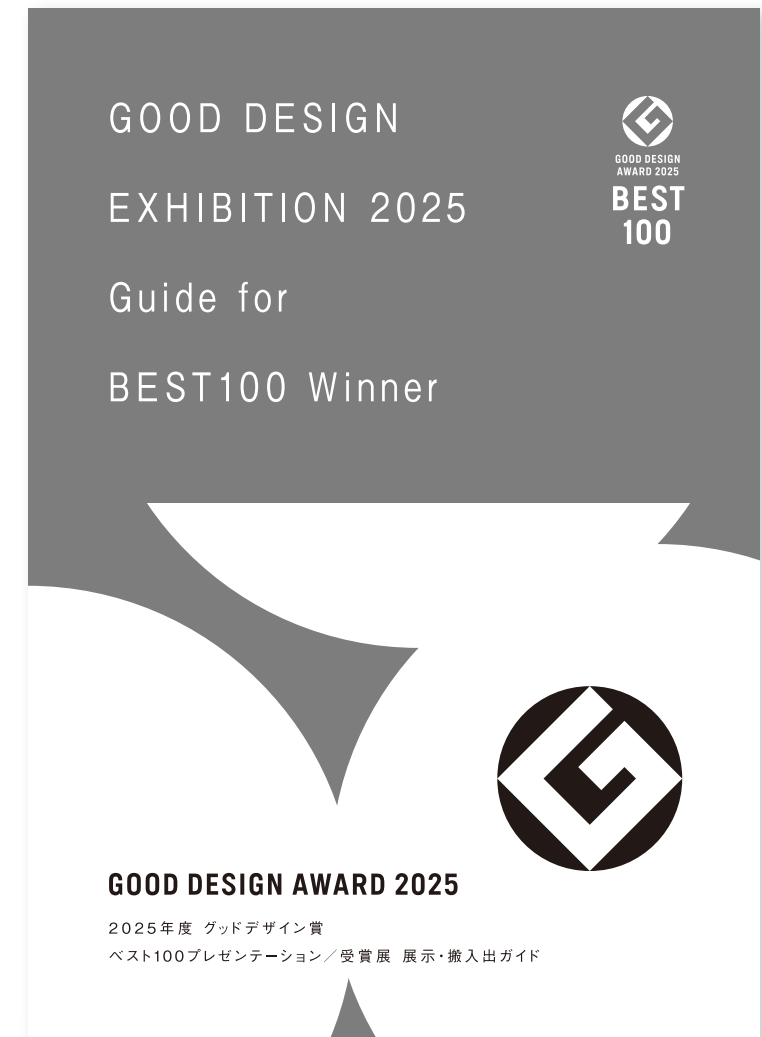 GOOD DESIGN
EXHIBITION 2025
Guide for
BEST100 Winner
GOOD DESIGN
AWARD 2025
BEST
100
GOOD DESIGN AWARD 2025
2025年度 グッドデザイン賞
ベスト100プレゼンテーション／受賞展 展示・搬入出ガイド